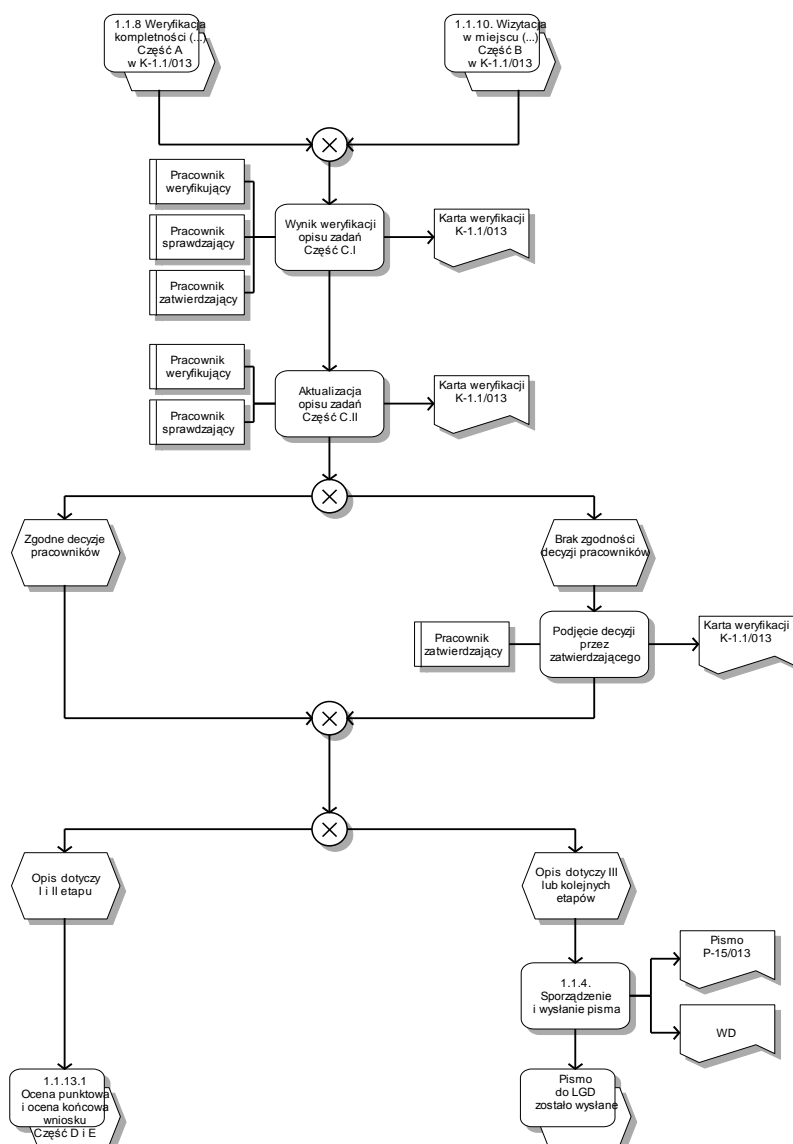 1.1.8 Weryfikacja
kompletności (...)
Część A
w K-1.1/013
1.1.10. Wizytacja
w miejscu (...)
Część B
w K-1.1/013
Pracownik
weryfikujący
Pracownik
sprawdzający
Pracownik
zatwierdzający
Wynik weryfikacji
opisu zadań
Część C.I
Karta weryfikacji
K-1.1/013
Pracownik
weryfikujący
Pracownik
sprawdzający
Aktualizacja
opisu zadań
Część C.II
Karta weryfikacji
K-1.1/013
Zgodne decyzje
pracowników
Brak zgodności
decyzji pracowników
Pracownik
zatwierdzający
Podjęcie decyzji
przez
zatwierdzającego
Karta weryfikacji
K-1.1/013
Opis dotyczy
I i II etapu
Opis dotyczy III
lub kolejnych
etapów
1.1.4.
Sporządzenie
i wysłanie pisma
Pismo
P-15/013
WD
1.1.13.1
Ocena punktowa
i ocena końcowa
wniosku
Część D i E
Pismo
do LGD
zostało wysłane